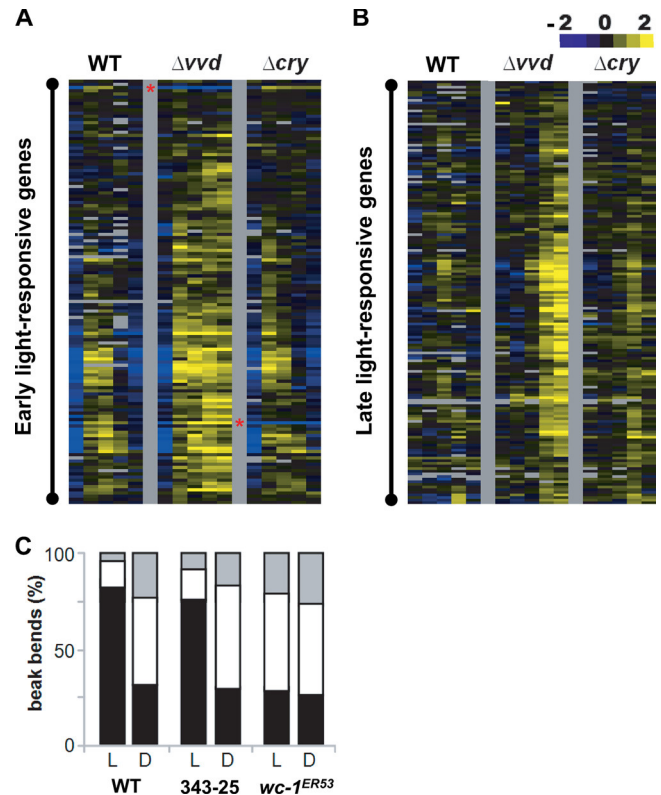 A
WT Δvvd Δcry
*
*
Early light-responsive genes
B
-2 0 2
WT Δvvd Δcry
Late light-responsive genes
C
100
50
0
beak bends (%)
L D L D L D
WT 343-25 wc-1ER53